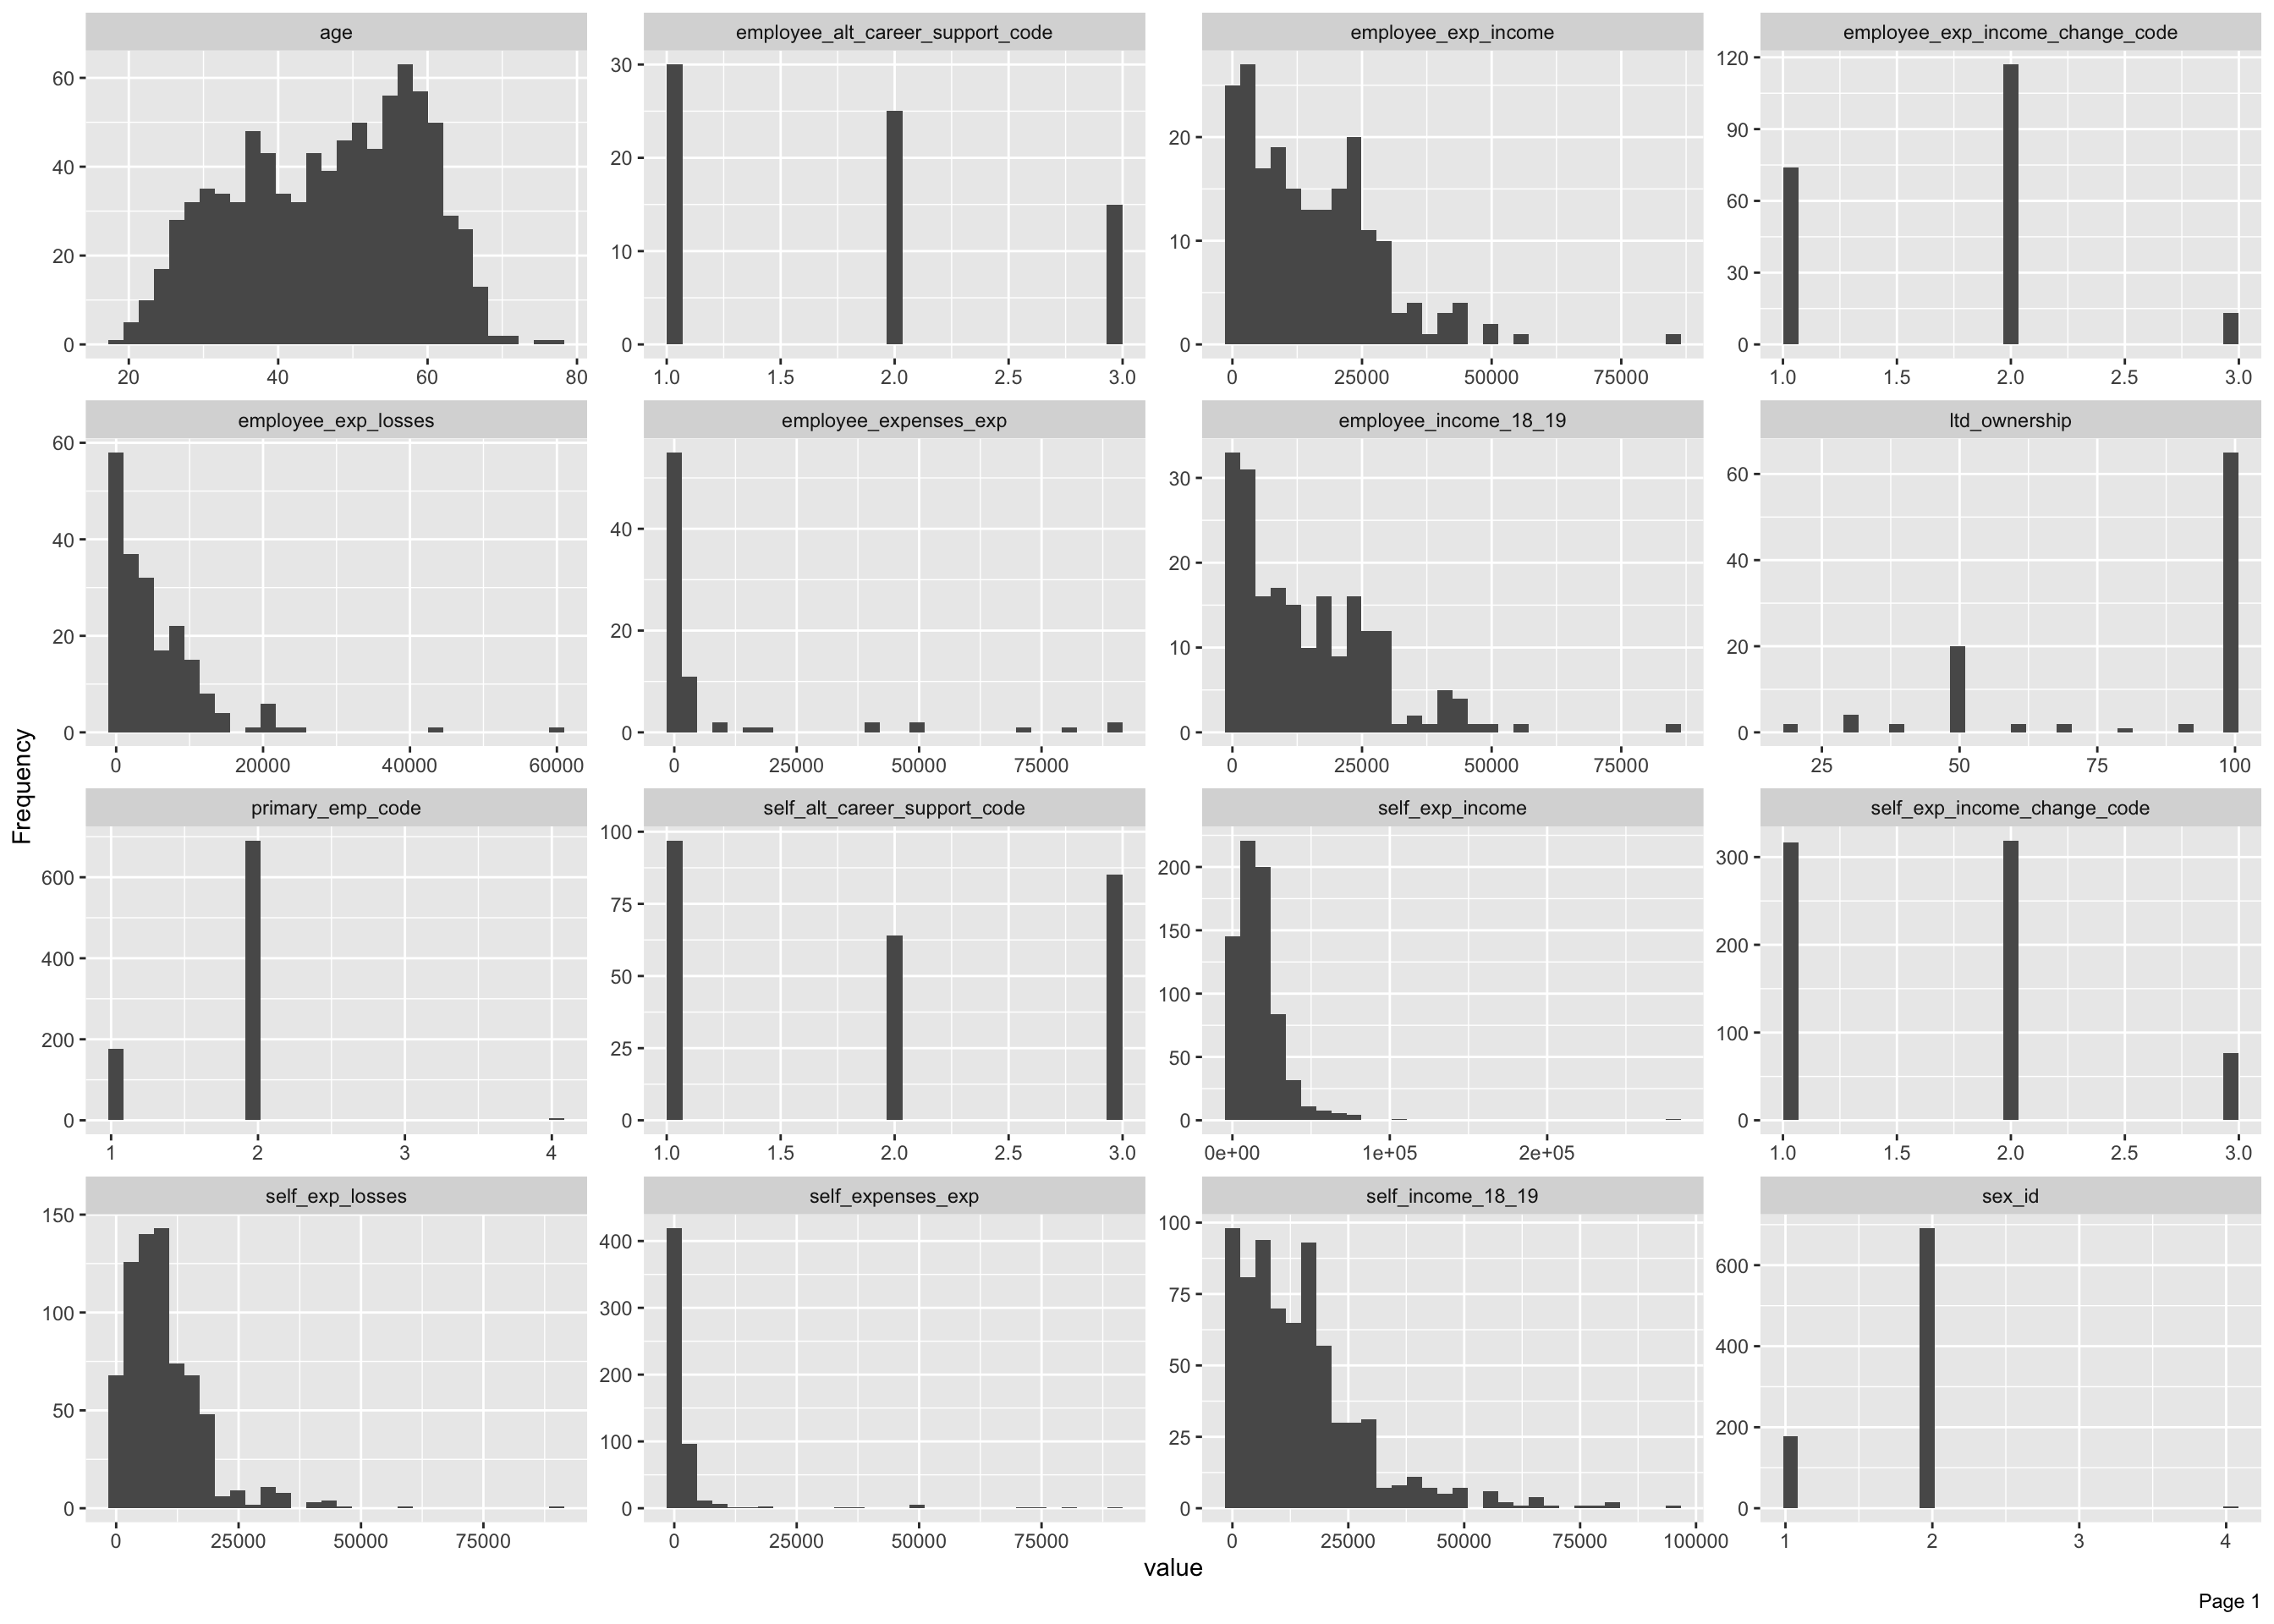 age
employee_alt_career_support_code
employee_exp_income
employee_exp_income_change_code
60
40
20
0
20 40 60 80
30
20
10
0
1.0 1.5 2.0 2.5 3.0
20
10
0
0 25000 50000 75000
120
90
60
30
0
1.0 1.5 2.0 2.5 3.0
employee_exp_losses
employee_expenses_exp
employee_income_18_19
ltd_ownership
60
40
20
0
0 20000 40000 60000
40
20
0
0 25000 50000 75000
30
20
10
0
0 25000 50000 75000
60
40
20
0
25 50 75 100
Frequency
primary_emp_code
self_alt_career_support_code
self_exp_income
self_exp_income_change_code
600
400
200
0
1 2 3 4
100
75
50
25
0
1.0 1.5 2.0 2.5 3.0
200
150
100
50
0
0e+00 1e+05 2e+05
300
200
100
0
1.0 1.5 2.0 2.5 3.0
self_exp_losses
self_expenses_exp
self_income_18_19
sex_id
150
100
50
0
0 25000 50000 75000
400
300
200
100
0
0 25000 50000 75000
100
75
50
25
0
0 25000 50000 75000 100000
600
400
200
0
1 2 3 4
value
Page 1